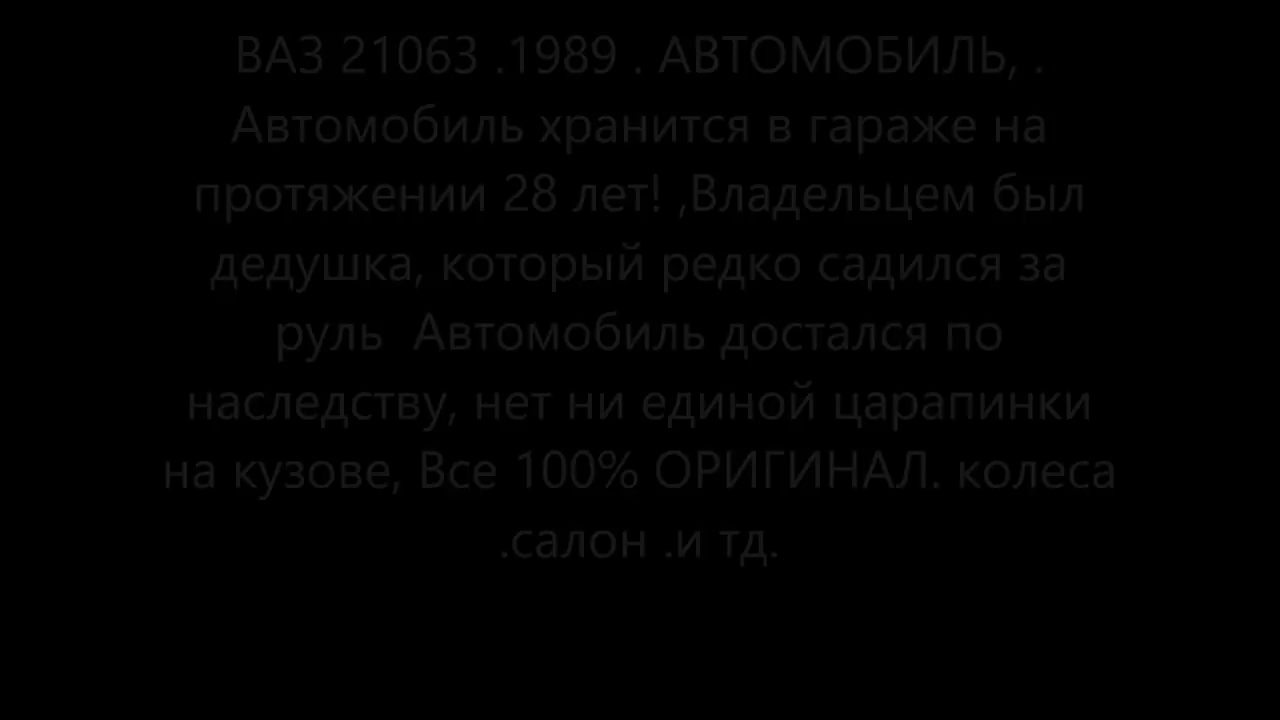 ВАЗ 21063 .1989 . АВТОМОБИЛЬ, .
Автомобиль хранится в гараже на
протяжении 28 лет! ,Владельцем был
дедушка, который редко садился за
руль  Автомобиль достался по
наследству, нет ни единой царапинки
на кузове, Все 100% ОРИГИНАЛ. колеса
.салон .и тд.